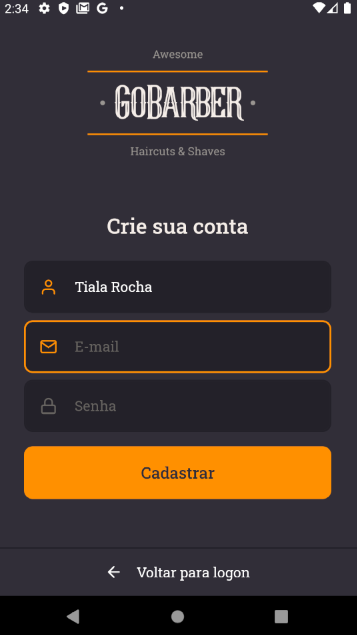 2:34
Awesome
GOBARBER
Haircuts & Shaves
Crie sua conta
Tiala Rocha
E-mail
Senha
Cadastrar
Voltar para logon